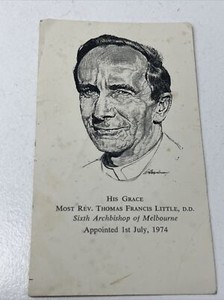 His Grace
Most Rev. Thomas Francis Little, D.D.
Sixth Archbishop of Melbourne
Appointed 1st July, 1974